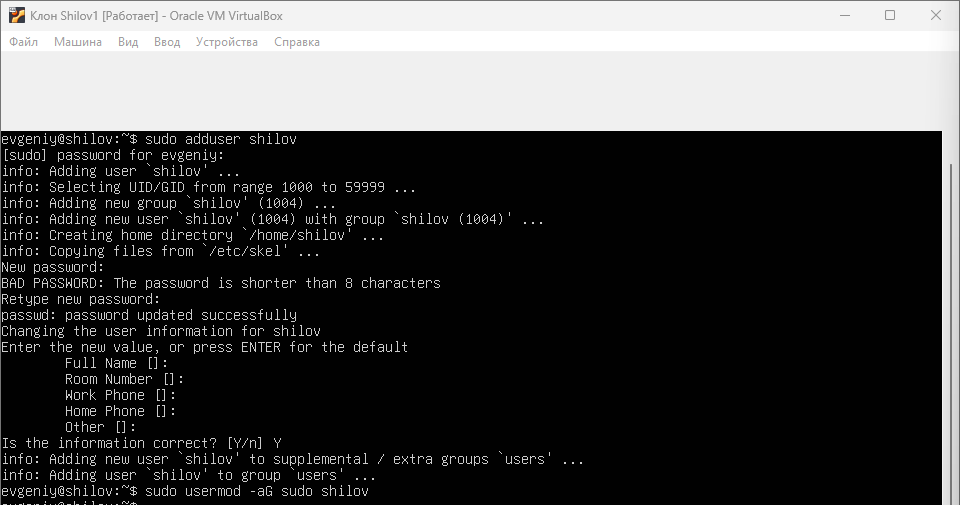 Клон Shilov1 [Работает] - Oracle VM VirtualBox
Файл Машина Вид Ввод Устройства Справка
evgeniy@shilov:~$ sudo adduser shilov
[sudo] password for evgeniy:
info: Adding user `shilov' ...
info: Selecting UID/GID from range 1000 to 59999 ...
info: Adding new group `shilov' (1004) ...
info: Adding new user `shilov' (1004) with group `shilov (1004)' ...
info: Creating home directory `/home/shilov' ...
info: Copying files from `/etc/skel' ...
New password:
BAD PASSWORD: The password is shorter than 8 characters
Retype new password:
passwd: password updated successfully
Changing the user information for shilov
Enter the new value, or press ENTER for the default
Full Name []:
Room Number []:
Work Phone []:
Home Phone []:
Other []:
Is the information correct? [Y/n] Y
info: Adding new user `shilov' to supplemental / extra groups `users' ...
info: Adding user `shilov' to group `users' ...
evgeniy@shilov:~$ sudo usermod -aG sudo shilov